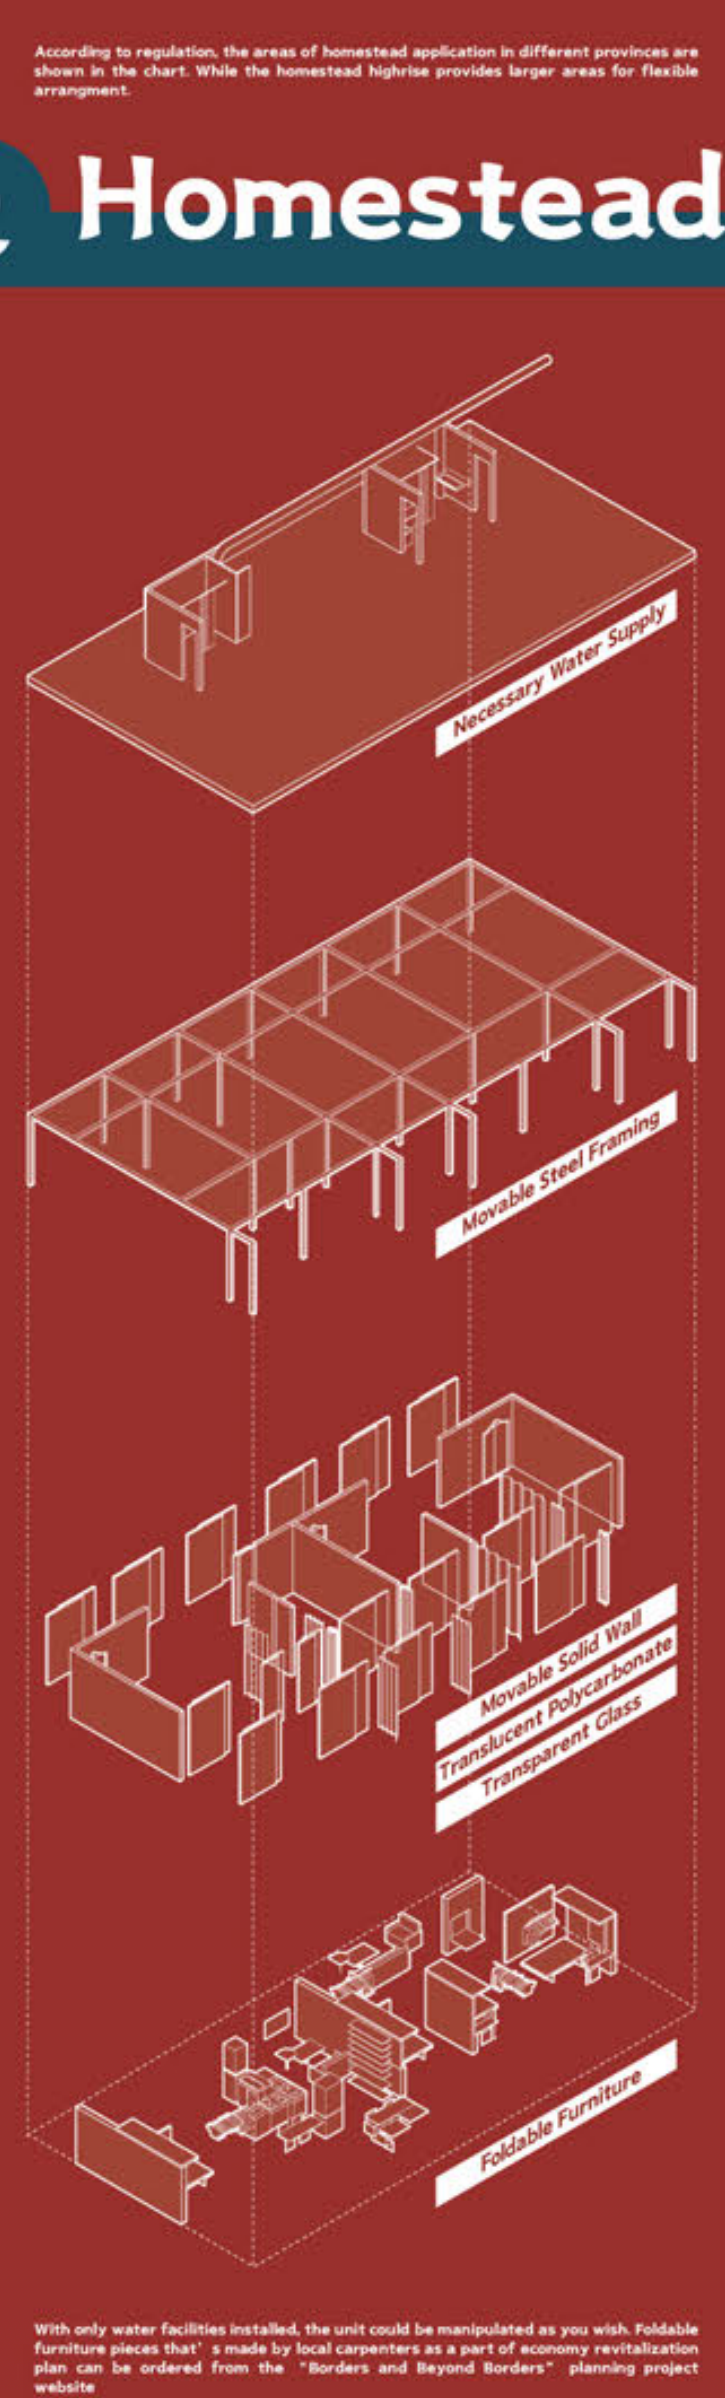 According to regulation, the areas of homestead application in different provinces are
shown in the chart. While the homestead highrise provides larger areas for flexible
arrangment.
Homestead
Necessary Water Supply
Movable Steel Framing
Movable Solid Wall
Translucent Polycarbonate
Transparent Glass
Foldable Furniture
With only water facilities installed, the unit could be manipulated as you wish. Foldable
furniture pieces that's made by local carpenters as a part of economy revitalization
plan can be ordered from the "Borders and Beyond Borders" planning project
website